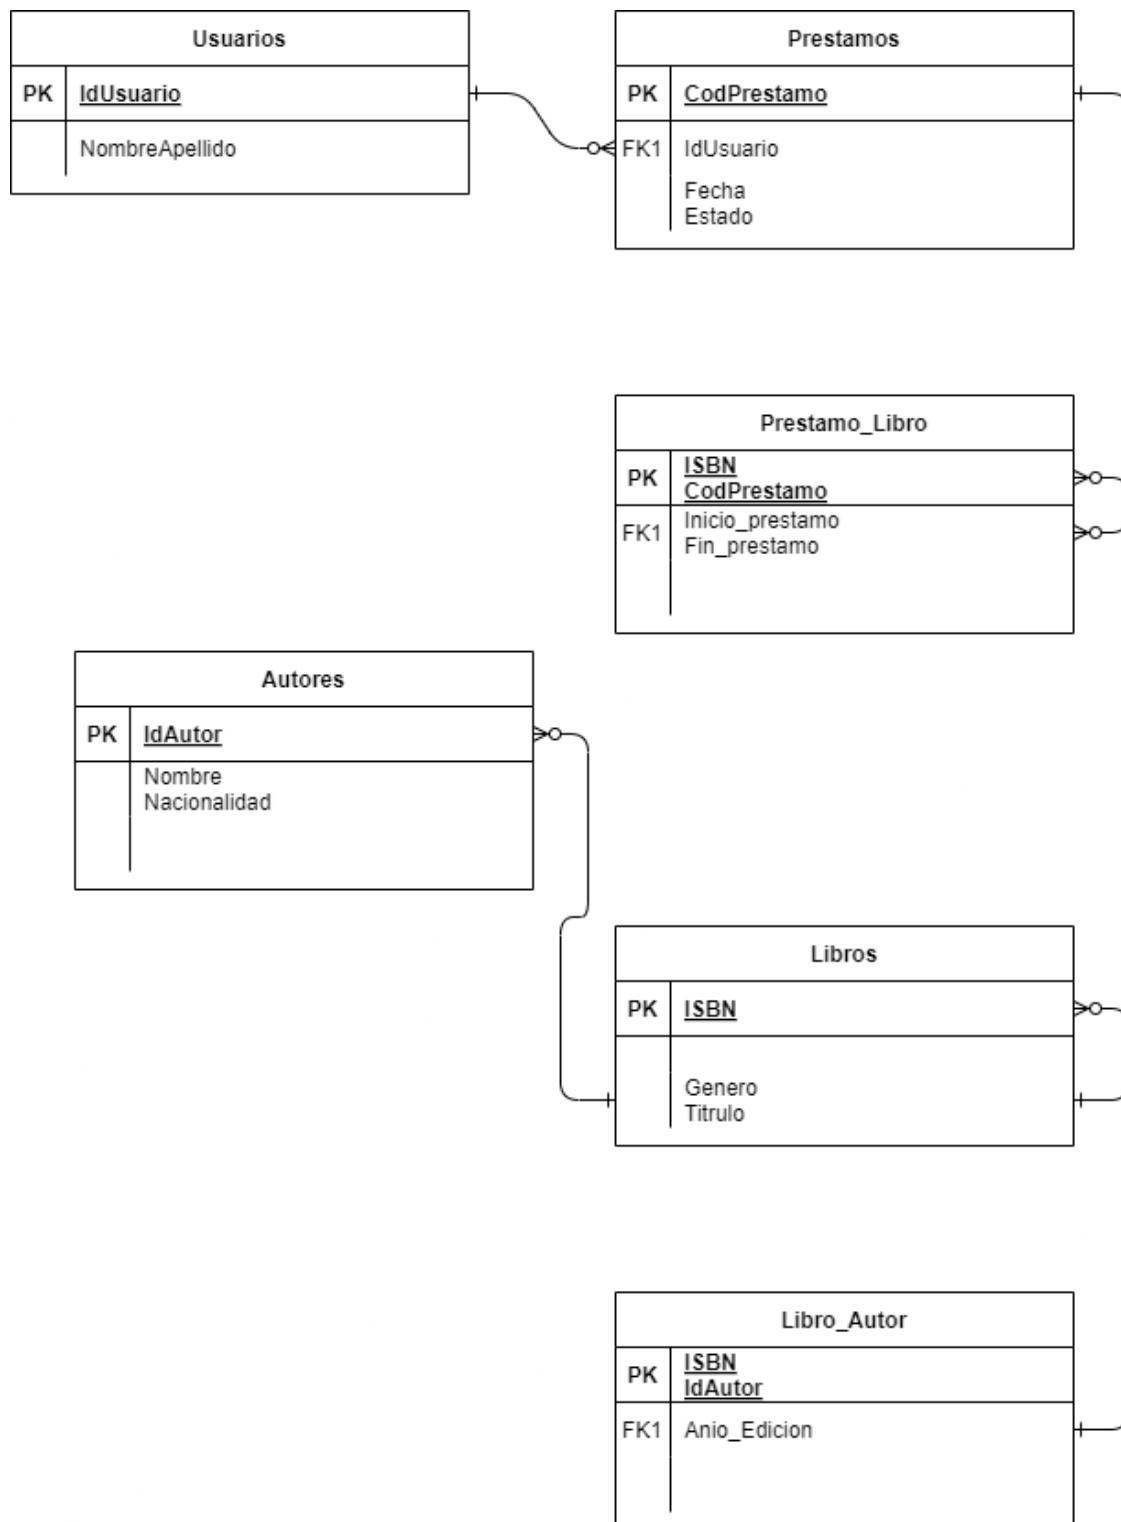 Usuarios
PK IdUsuario
NombreApellido
Prestamos
PK CodPrestamo
FK1 IdUsuario
Fecha
Estado
Prestamo_Libro
PK ISBN
CodPrestamo
FK1 Inicio_prestamo
Fin_prestamo
Autores
PK IdAutor
Nombre
Nacionalidad
Libros
PK ISBN
Genero
Titrulo
Libro_Autor
PK ISBN
IdAutor
FK1 Anio_Edicion